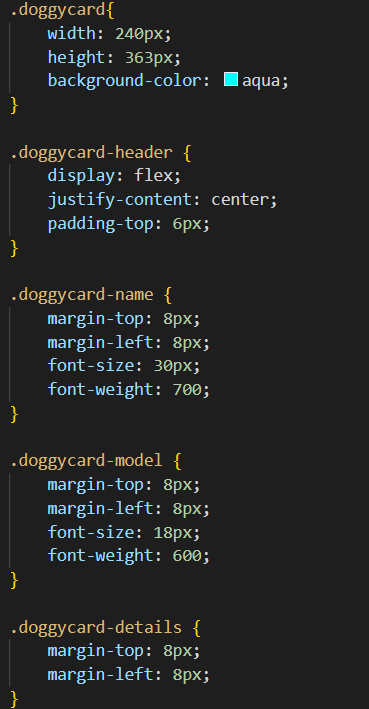 .doggycard{
width: 240px;
height: 363px;
background-color: aqua;
}
.doggycard-header {
display: flex;
justify-content: center;
padding-top: 6px;
}
.doggycard-name {
margin-top: 8px;
margin-left: 8px;
font-size: 30px;
font-weight: 700;
}
.doggycard-model {
margin-top: 8px;
margin-left: 8px;
font-size: 18px;
font-weight: 600;
}
.doggycard-details {
margin-top: 8px;
margin-left: 8px;
}